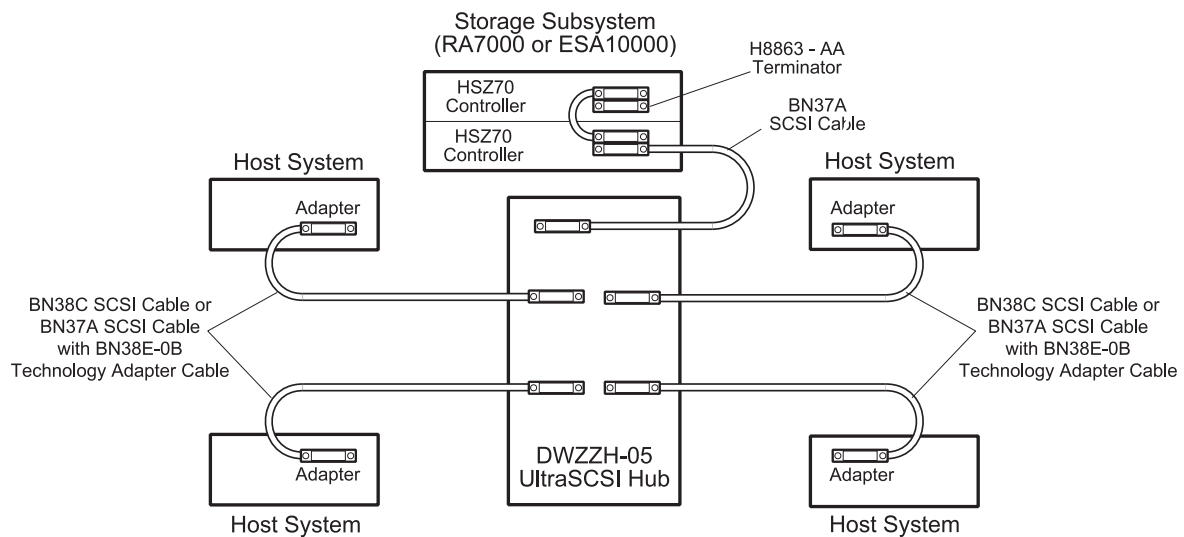 Storage Subsystem
(RA7000 or ESA10000)
H8863 - AA
Terminator
HSZ70
Controller
BN37A
SCSI Cable
HSZ70
Controller
Host System
Host System
Adapter
Adapter
BN38C SCSI Cable or
BN37A SCSI Cable
with BN38E-0B
Technology Adapter Cable
BN38C SCSI Cable or
BN37A SCSI Cable
with BN38E-0B
Technology Adapter Cable
DWZZH-05
UltraSCSI Hub
Adapter
Adapter
Host System
Host System